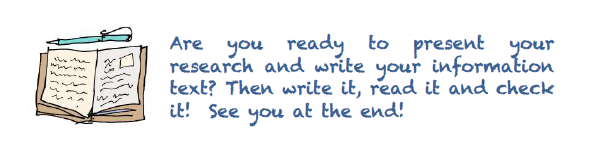 Are you ready to present your
research and write your information
text? Then write it, read it and check
it! See you at the end!